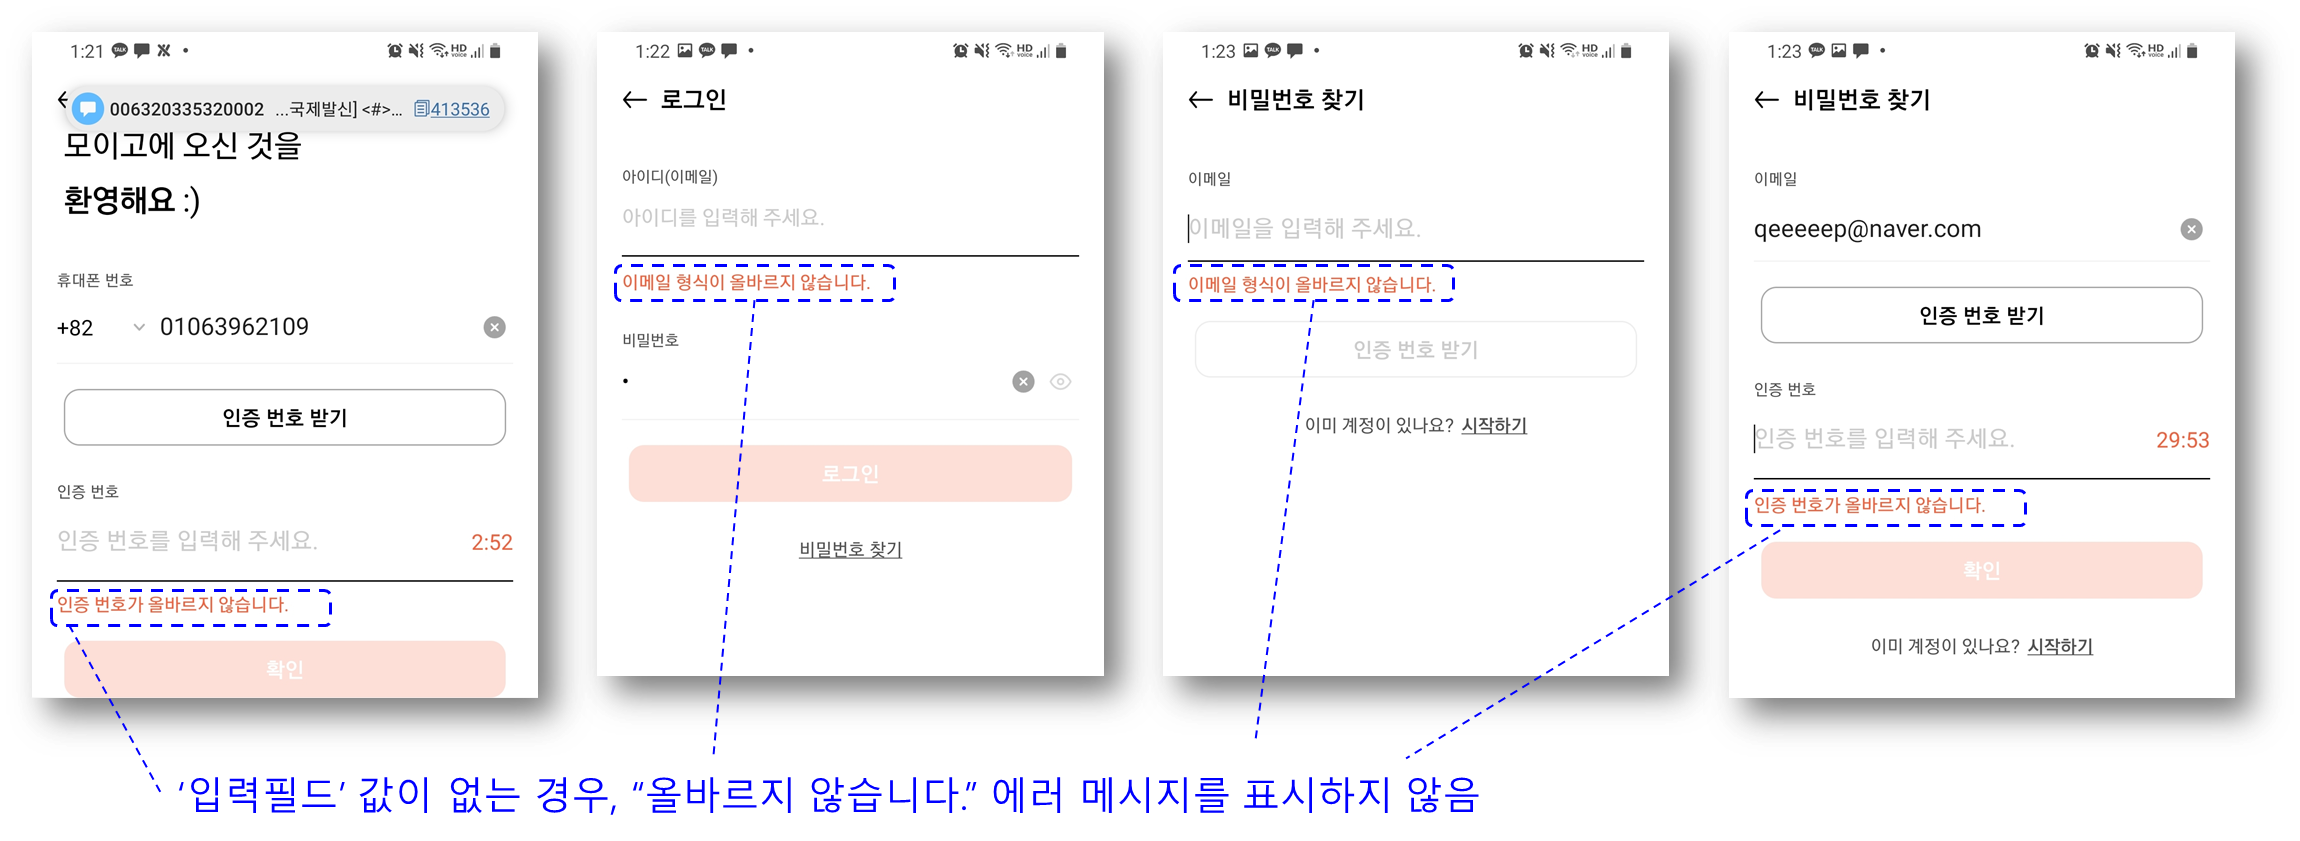 1:21
HD voice
006320335320002 ...국제발신] <#>... 413536
모이고에 오신 것을
환영해요 :)
휴대폰 번호
+82 01063962109
인증 번호 받기
인증 번호
인증 번호를 입력해 주세요. 2:52
인증 번호가 올바르지 않습니다.
확인
1:22 TALK
HD voice
로그인
아이디(이메일)
아이디를 입력해 주세요.
이메일 형식이 올바르지 않습니다.
비밀번호
로그인
비밀번호 찾기
1:23 TALK
HD voice
비밀번호 찾기
이메일
이메일을 입력해 주세요.
이메일 형식이 올바르지 않습니다.
인증 번호 받기
이미 계정이 있나요? 시작하기
1:23 TALK
HD voice
비밀번호 찾기
이메일
qeeeeep@naver.com
인증 번호 받기
인증 번호
인증 번호를 입력해 주세요. 29:53
인증 번호가 올바르지 않습니다.
확인
이미 계정이 있나요? 시작하기
‘입력필드’ 값이 없는 경우, “올바르지 않습니다.” 에러 메시지를 표시하지 않음